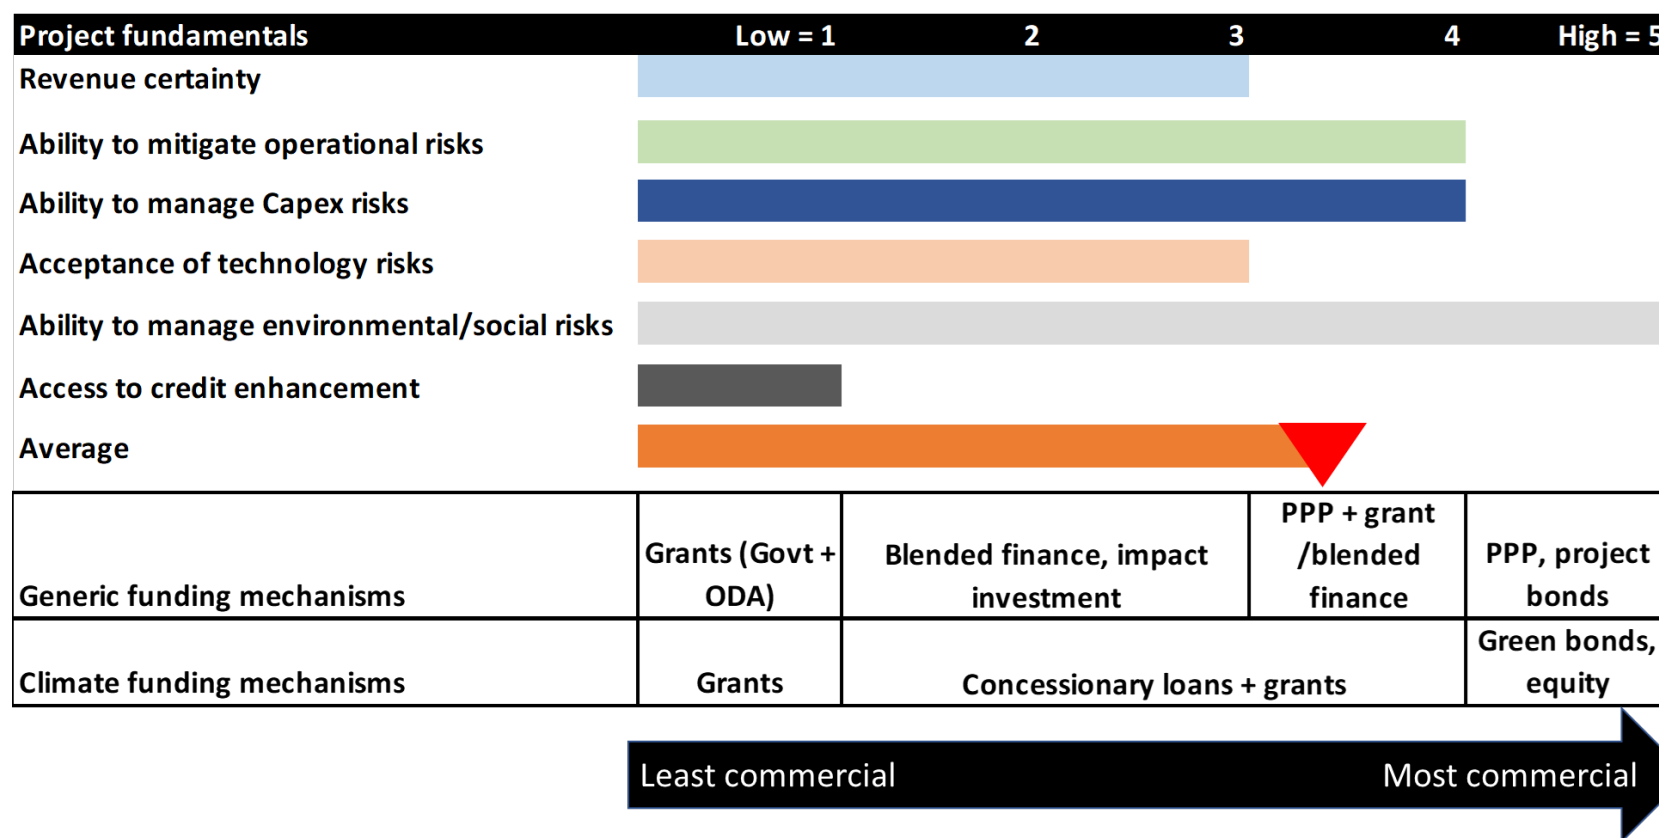 Project fundamentals Low = 1 2 3 4 High = 5
Revenue certainty
Ability to mitigate operational risks
Ability to manage Capex risks
Acceptance of technology risks
Ability to manage environmental/social risks
Access to credit enhancement
Average
Generic funding mechanisms
Grants (Govt +
ODA)
Blended finance, impact
investment
PPP + grant
/blended
finance
PPP, project
bonds
Climate funding mechanisms
Grants
Concessionary loans + grants
Green bonds,
equity
Least commercial
Most commercial